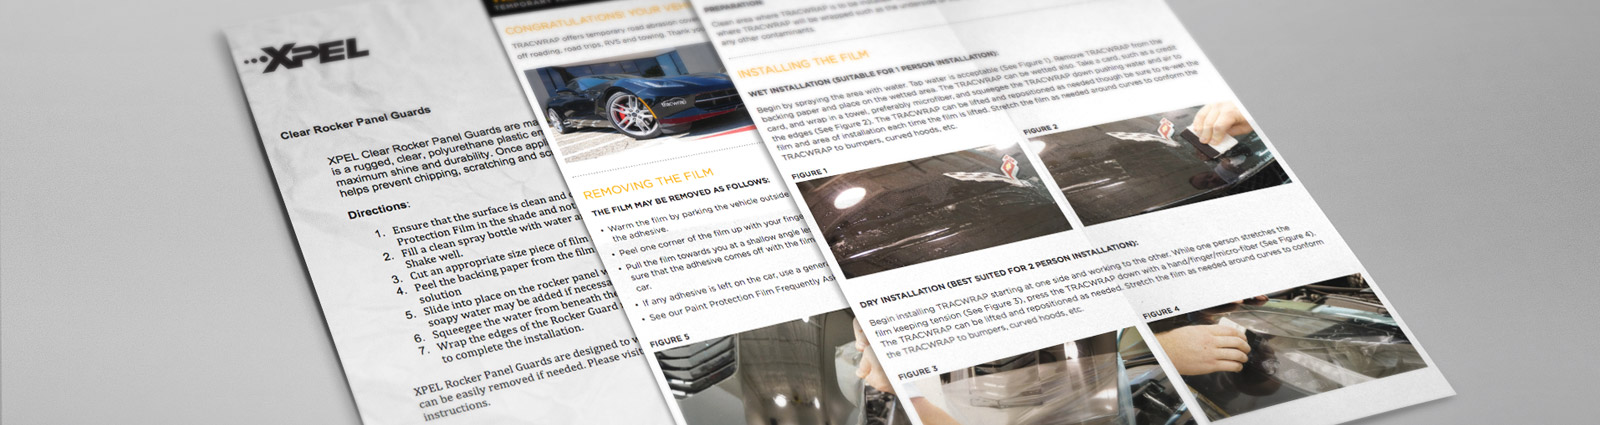 XPEL
Clear Rocker Panel Guards
XPEL Clear Rocker Panel Guards are
is a rugged, clear, polyurethane plastic
maximum shine and durability. Once
helps prevent chipping, scratching and
Directions:
1. Ensure that the surface is clean and
Protection Film in the shade and not
2. Fill a clean spray bottle with water
Shake well.
3. Cut an appropriate size piece of film
4. Peel the backing paper from the film
solution
5. Slide into place on the rocker panel
soapy water may be added if
6. Squeegee the water from beneath the
7. Wrap the edges of the Rocker Guard
to complete the installation.
XPEL Rocker Panel Guards are designed to
can be easily removed if needed. Please visit
instructions.
CONGRATULATIONS! YOUR
TRACWRAP offers temporary road abrasion
off roading, road trips, RVS and towing.
REMOVING THE FILM
THE FILM MAY BE REMOVED AS FOLLOWS:
• Warm the film by parking the vehicle outside
the adhesive.
• Peel one corner of the film up with your
• Pull the film towards you at a shallow angle
sure that the adhesive comes off with the film
car.
• If any adhesive is left on the car, use a
• See our Paint Protection Film Frequently
FIGURE 5
PREPARATION:
Clean area where TRACWRAP is to be
where TRACWRAP will be wrapped such as the
any other contaminants.
INSTALLING THE FILM
WET INSTALLATION (SUITABLE FOR 1 PERSON INSTALLATION):
Begin by spraying the area with water. Tap water is acceptable (See Figure 1). Remove TRACWRAP from the
backing paper and place on the wetted area. The TRACWRAP can be wetted also. Take a card, such as a credit
card, and wrap in a towel, preferably microfiber, and squeegee the TRACWRAP down pushing water and air to
the edges (See Figure 2). The TRACWRAP can be lifted and repositioned as needed though be sure to re-wet the
film and area of installation each time the film is lifted. Stretch the film as needed around curves to conform the
TRACWRAP to bumpers, curved hoods, etc.
FIGURE 1
FIGURE 2
DRY INSTALLATION (BEST SUITED FOR 2 PERSON INSTALLATION):
Begin installing TRACWRAP starting at one side and working to the other. While one person stretches the
film keeping tension (See Figure 3), press the TRACWRAP down with a hand/finger/micro-fiber (See Figure 4).
The TRACWRAP can be lifted and repostioned as needed. Stretch the film as needed around curves to conform
the TRACWRAP to bumpers, curved hoods, etc.
FIGURE 3
FIGURE 4